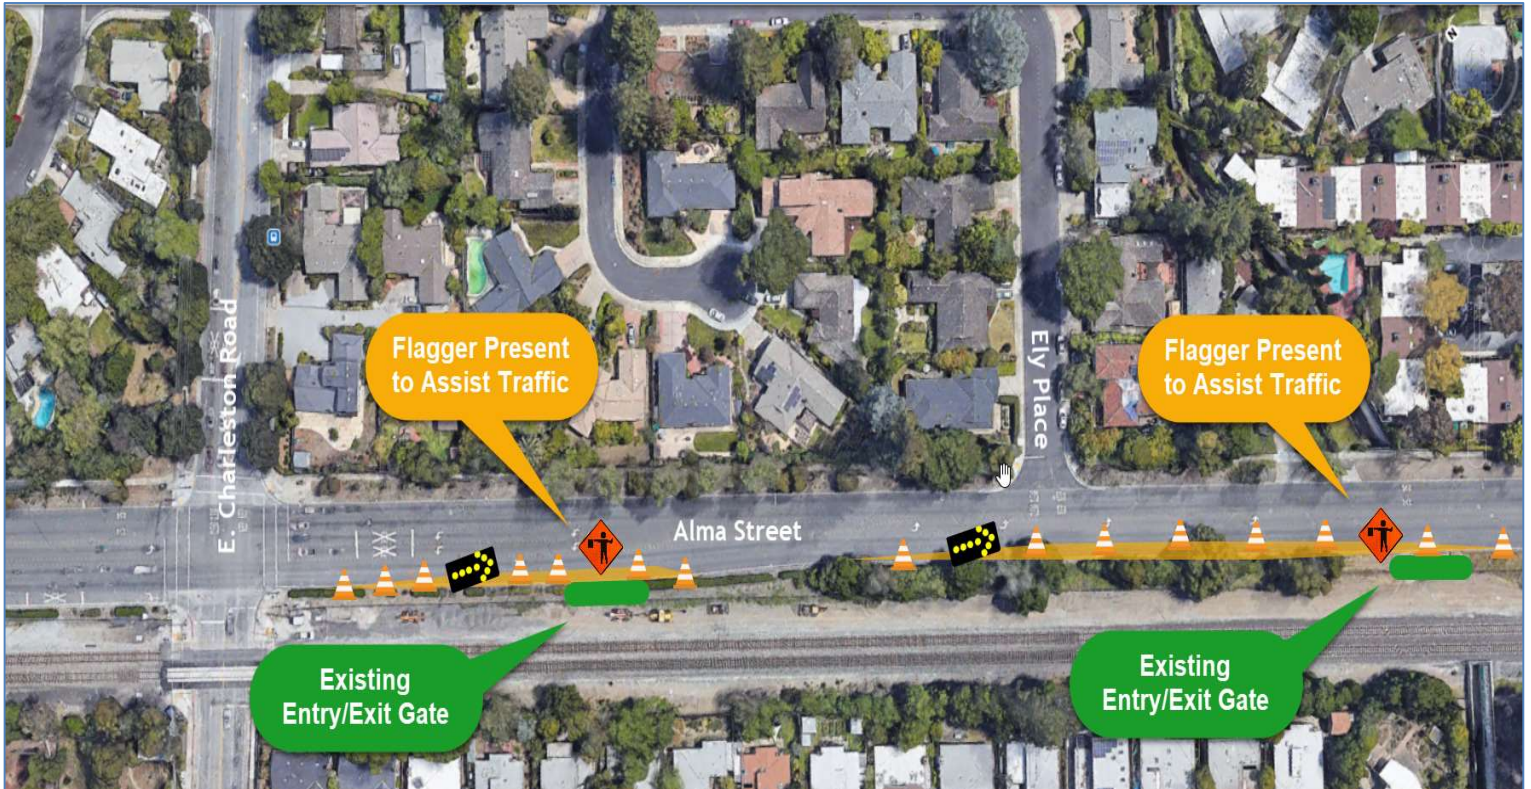 N
E. Charleston Road
Flagger Present
to Assist Traffic
Ely Place
Flagger Present
to Assist Traffic
Alma Street
Existing
Entry/Exit Gate
Existing
Entry/Exit Gate